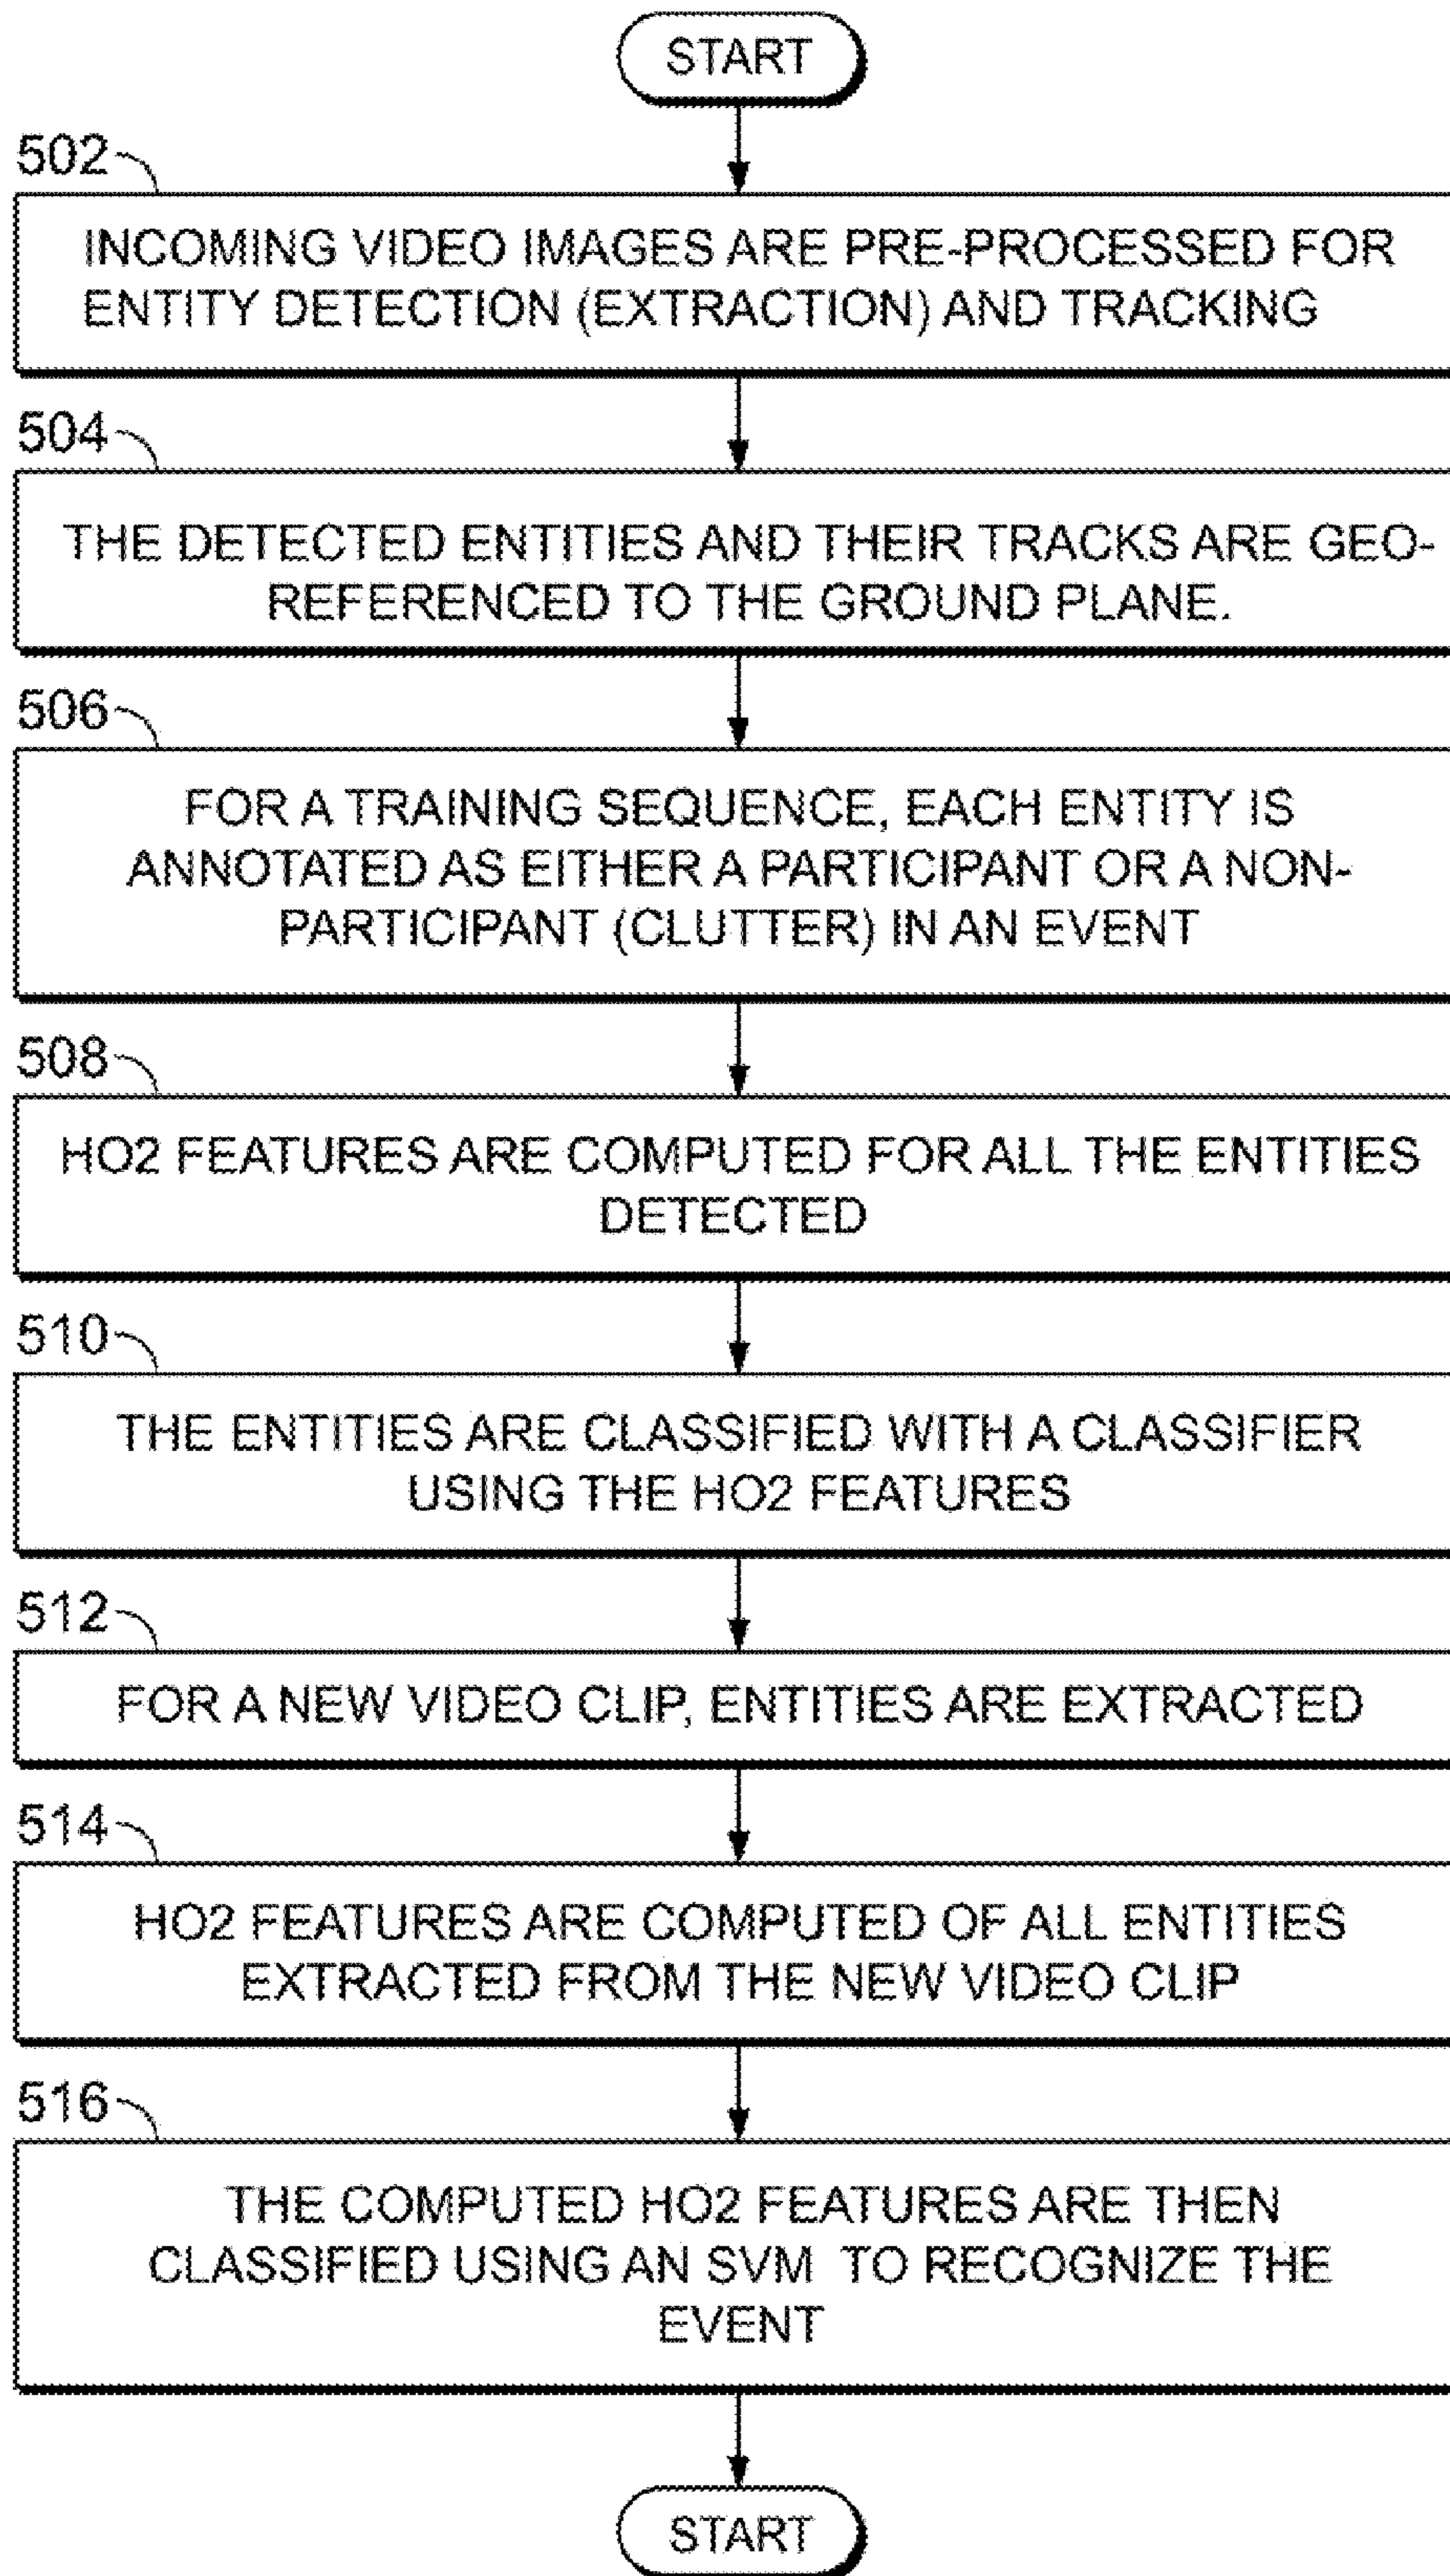 START
502
INCOMING VIDEO IMAGES ARE PRE-PROCESSED FOR
ENTITY DETECTION (EXTRACTION) AND TRACKING
504
THE DETECTED ENTITIES AND THEIR TRACKS ARE GEO-
REFERENCED TO THE GROUND PLANE.
506
FOR A TRAINING SEQUENCE, EACH ENTITY IS
ANNOTATED AS EITHER A PARTICIPANT OR A NON-
PARTICIPANT (CLUTTER) IN AN EVENT
508
HO2 FEATURES ARE COMPUTED FOR ALL THE ENTITIES
DETECTED
510
THE ENTITIES ARE CLASSIFIED WITH A CLASSIFIER
USING THE HO2 FEATURES
512
FOR A NEW VIDEO CLIP, ENTITIES ARE EXTRACTED
514
HO2 FEATURES ARE COMPUTED OF ALL ENTITIES
EXTRACTED FROM THE NEW VIDEO CLIP
516
THE COMPUTED HO2 FEATURES ARE THEN
CLASSIFIED USING AN SVM TO RECOGNIZE THE
EVENT
START